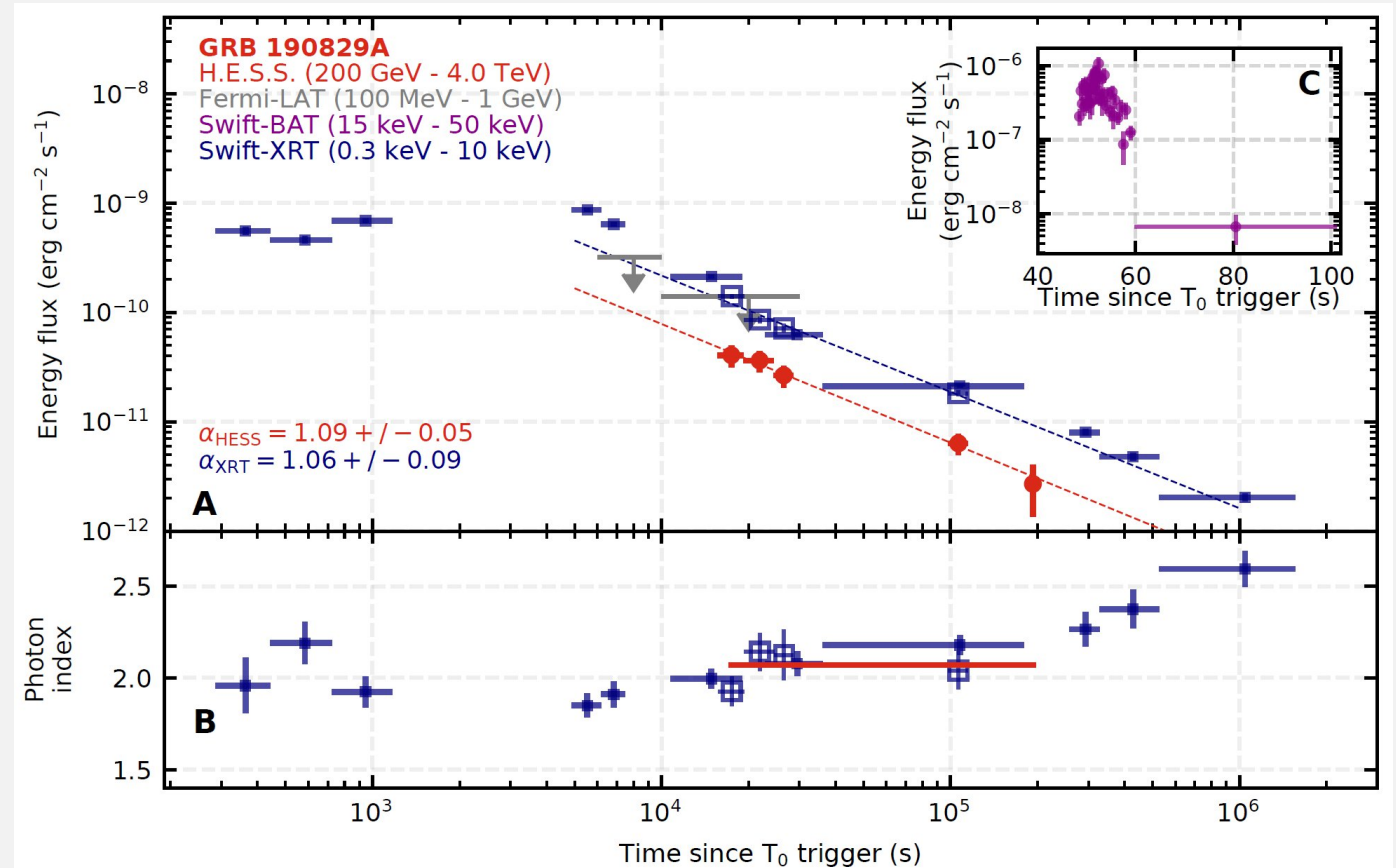 GRB 190829A
H.E.S.S. (200 GeV - 4.0 TeV)
Fermi-LAT (100 MeV - 1 GeV)
Swift-BAT (15 keV - 50 keV)
Swift-XRT (0.3 keV - 10 keV)
Energy flux (erg cm⁻² s⁻¹)
10⁻⁸
10⁻⁹
10⁻¹⁰
10⁻¹¹
10⁻¹²
α_HESS = 1.09 + / − 0.05
α_XRT = 1.06 + / − 0.09
A
C
Energy flux
(erg cm⁻² s⁻¹)
10⁻⁶
10⁻⁷
10⁻⁸
40 60 80 100
Time since T₀ trigger (s)
Photon
index
2.5
2.0
1.5
B
10³ 10⁴ 10⁵ 10⁶
Time since T₀ trigger (s)